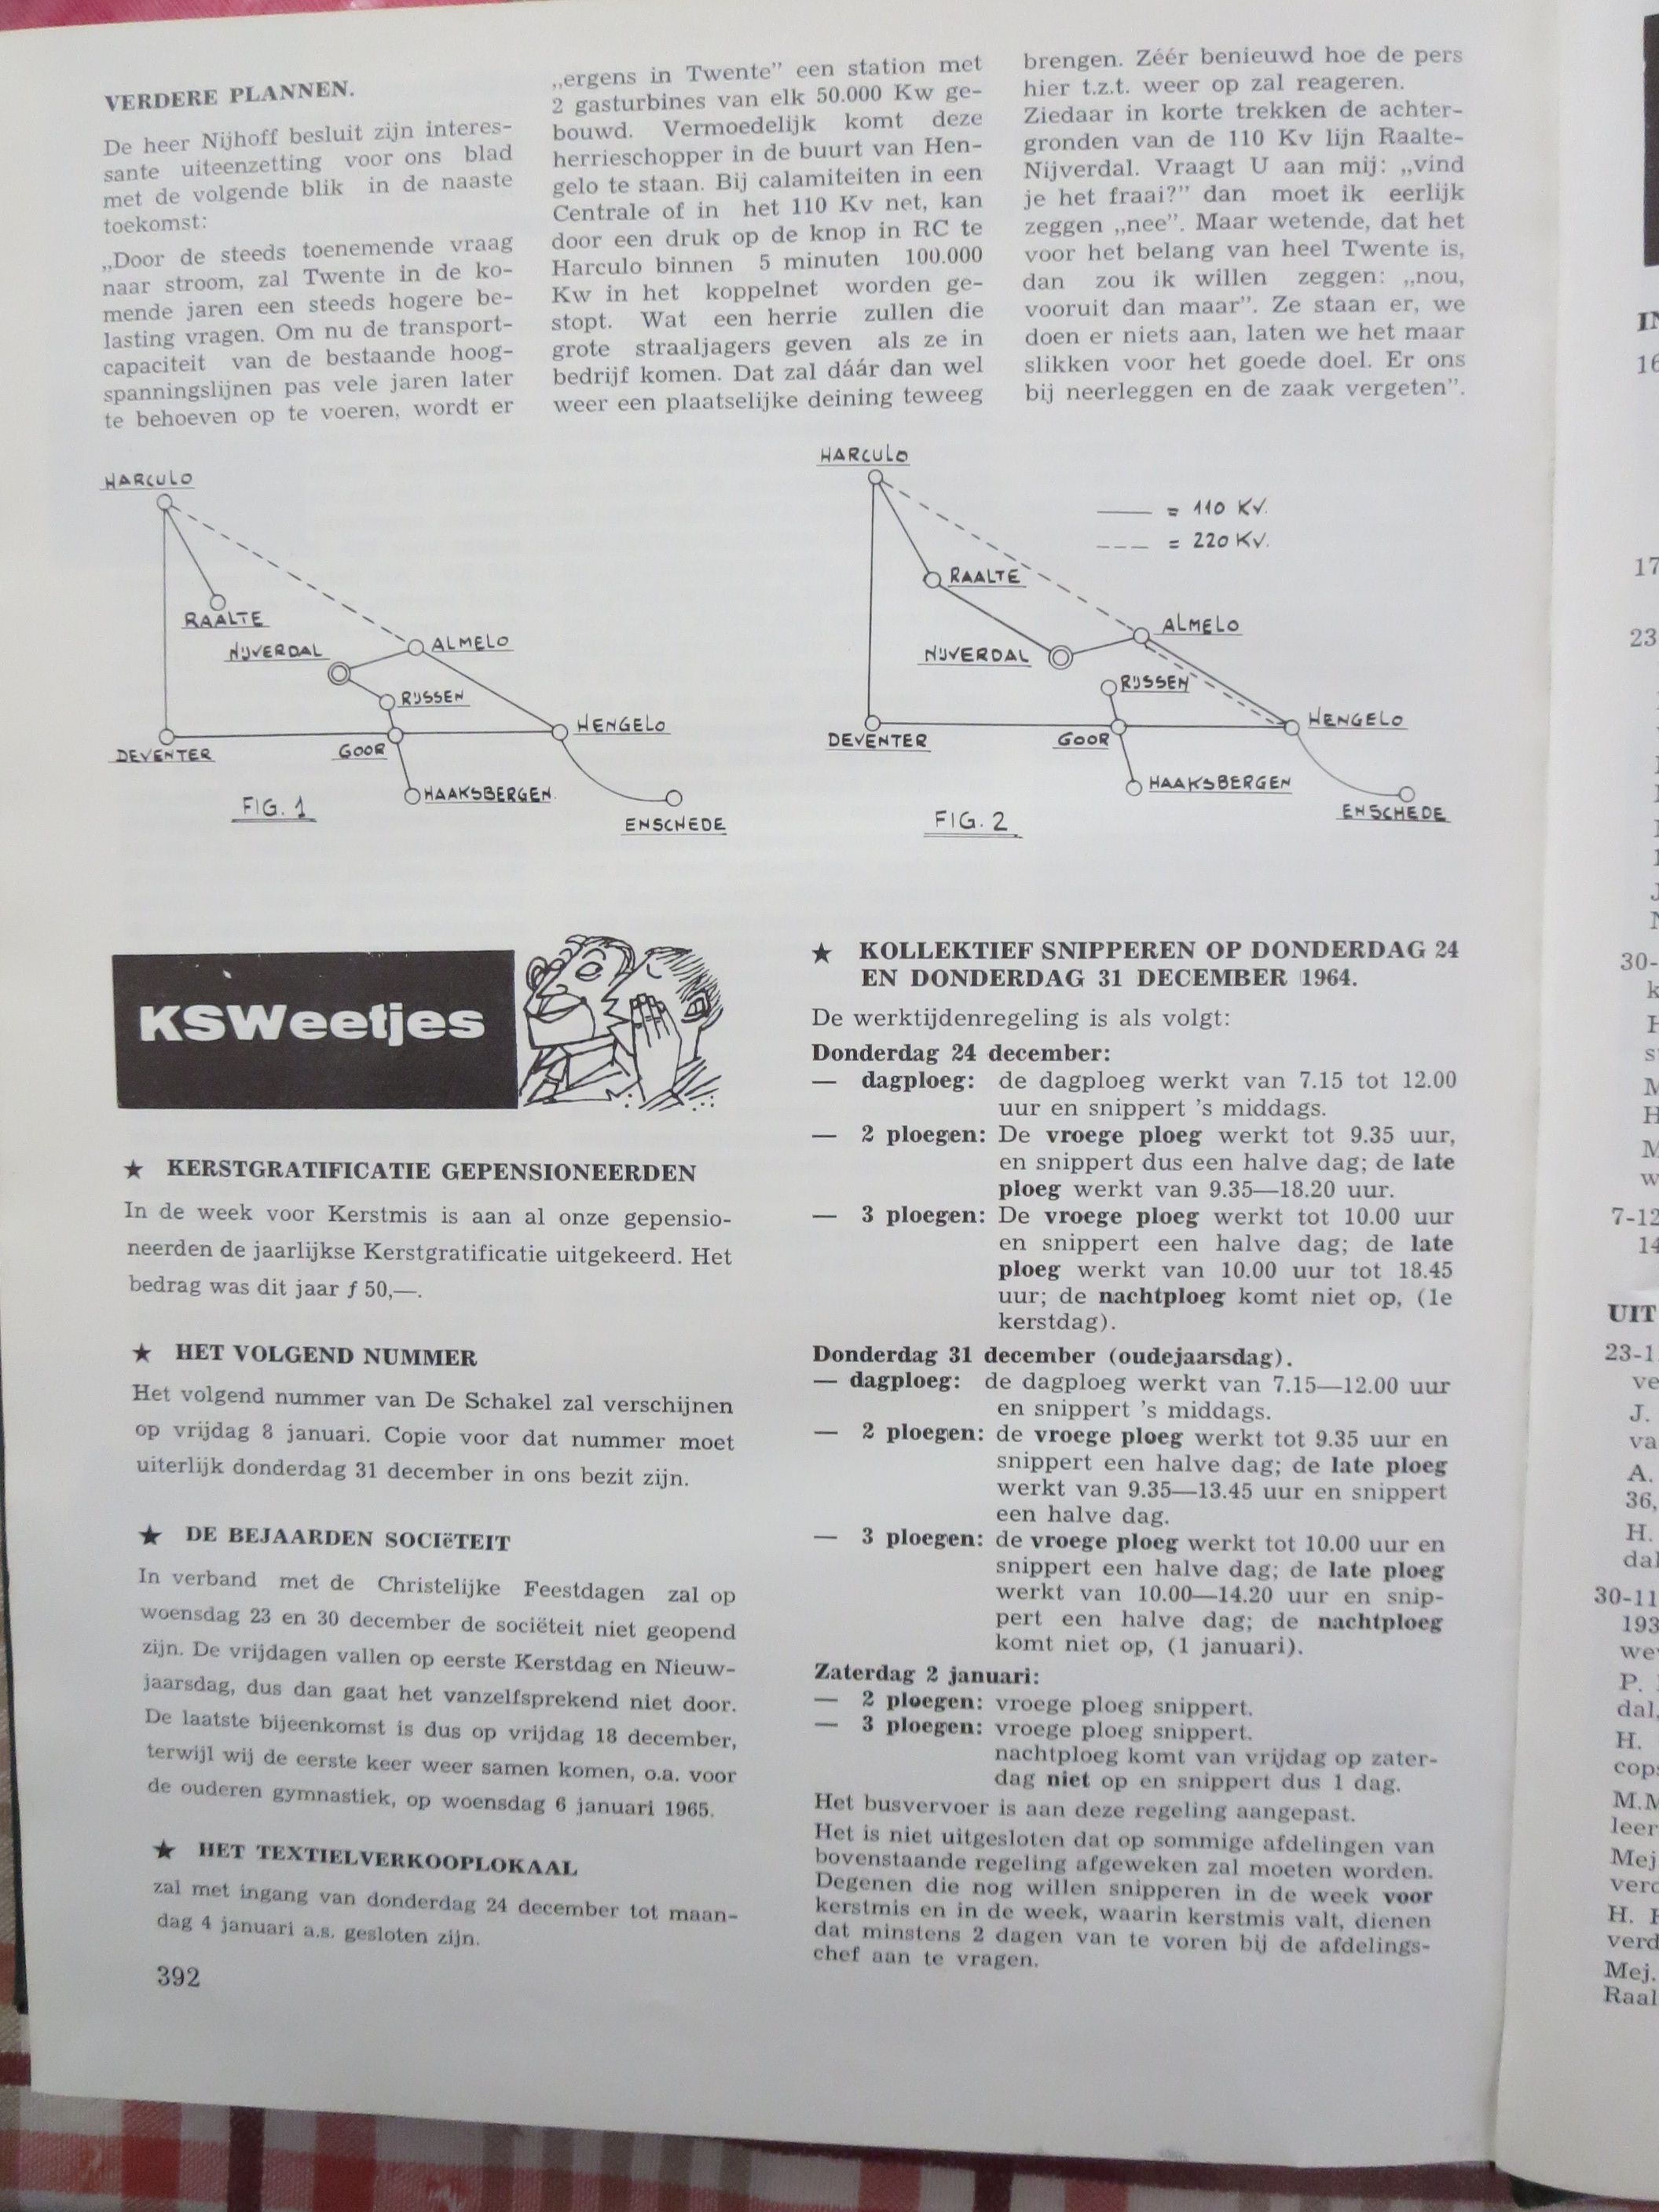 VERDERE PLANNEN.
De heer Nijhoff besluit zijn interes-
sante uiteenzetting voor ons blad
met de volgende blik in de naaste
toekomst:
„Door de steeds toenemende vraag
naar stroom, zal Twente in de ko-
mende jaren een steeds hogere be-
lasting vragen. Om nu de transport-
capaciteit van de bestaande hoog-
spanningslijnen pas vele jaren later
te behoeven op te voeren, wordt er
„ergens in Twente” een station met
2 gasturbines van elk 50.000 Kw ge-
bouwd. Vermoedelijk komt deze
herrieschopper in de buurt van Hen-
gelo te staan. Bij calamiteiten in een
Centrale of in het 110 Kv net, kan
door een druk op de knop in RC te
Harculo binnen 5 minuten 100.000
Kw in het koppelnet worden ge-
stopt. Wat een herrie zullen die
grote straaljagers geven als ze in
bedrijf komen. Dat zal dáár dan wel
weer een plaatselijke deining teweeg
brengen. Zéér benieuwd hoe de pers
hier t.z.t. weer op zal reageren.
Ziedaar in korte trekken de achter-
gronden van de 110 Kv lijn Raalte-
Nijverdal. Vraagt U aan mij: „vind
je het fraai?” dan moet ik eerlijk
zeggen „nee”. Maar wetende, dat het
voor het belang van heel Twente is,
dan zou ik willen zeggen: „nou,
vooruit dan maar”. Ze staan er, we
doen er niets aan, laten we het maar
slikken voor het goede doel. Er ons
bij neerleggen en de zaak vergeten”.
HARCULO
RAALTE
NIJVERDAL
ALMELO
RIJSSEN
HENGELO
DEVENTER
GOOR
HAAKSBERGEN.
ENSCHEDE
FIG. 1
HARCULO
= 110 KV.
= 220 KV.
RAALTE
ALMELO
NIJVERDAL
RIJSSEN
HENGELO
DEVENTER
GOOR
HAAKSBERGEN
ENSCHEDE
FIG. 2
KSWeetjes
★ KERSTGRATIFICATIE GEPENSIONEERDEN
In de week voor Kerstmis is aan al onze gepensio-
neerden de jaarlijkse Kerstgratificatie uitgekeerd. Het
bedrag was dit jaar ƒ 50,—.
★ HET VOLGEND NUMMER
Het volgend nummer van De Schakel zal verschijnen
op vrijdag 8 januari. Copie voor dat nummer moet
uiterlijk donderdag 31 december in ons bezit zijn.
★ DE BEJAARDEN SOCIëTEIT
In verband met de Christelijke Feestdagen zal op
woensdag 23 en 30 december de sociëteit niet geopend
zijn. De vrijdagen vallen op eerste Kerstdag en Nieuw-
jaarsdag, dus dan gaat het vanzelfsprekend niet door.
De laatste bijeenkomst is dus op vrijdag 18 december,
terwijl wij de eerste keer weer samen komen, o.a. voor
de ouderen gymnastiek, op woensdag 6 januari 1965.
★ HET TEXTIELVERKOOPLOKAAL
zal met ingang van donderdag 24 december tot maan-
dag 4 januari a.s. gesloten zijn.
392
★ KOLLEKTIEF SNIPPEREN OP DONDERDAG 24
EN DONDERDAG 31 DECEMBER 1964.
De werktijdenregeling is als volgt:
Donderdag 24 december:
— dagploeg: de dagploeg werkt van 7.15 tot 12.00
uur en snippert 's middags.
— 2 ploegen: De vroege ploeg werkt tot 9.35 uur,
en snippert dus een halve dag; de late
ploeg werkt van 9.35—18.20 uur.
— 3 ploegen: De vroege ploeg werkt tot 10.00 uur
en snippert een halve dag; de late
ploeg werkt van 10.00 uur tot 18.45
uur; de nachtploeg komt niet op, (1e
kerstdag).
Donderdag 31 december (oudejaarsdag).
— dagploeg: de dagploeg werkt van 7.15—12.00 uur
en snippert 's middags.
— 2 ploegen: de vroege ploeg werkt tot 9.35 uur en
snippert een halve dag; de late ploeg
werkt van 9.35—13.45 uur en snippert
een halve dag.
— 3 ploegen: de vroege ploeg werkt tot 10.00 uur en
snippert een halve dag; de late ploeg
werkt van 10.00—14.20 uur en snip-
pert een halve dag; de nachtploeg
komt niet op, (1 januari).
Zaterdag 2 januari:
— 2 ploegen: vroege ploeg snippert.
— 3 ploegen: vroege ploeg snippert.
nachtploeg komt van vrijdag op zater-
dag niet op en snippert dus 1 dag.
Het busvervoer is aan deze regeling aangepast.
Het is niet uitgesloten dat op sommige afdelingen van
bovenstaande regeling afgeweken zal moeten worden.
Degenen die nog willen snipperen in de week voor
kerstmis en in de week, waarin kerstmis valt, dienen
dat minstens 2 dagen van te voren bij de afdelings-
chef aan te vragen.
UIT